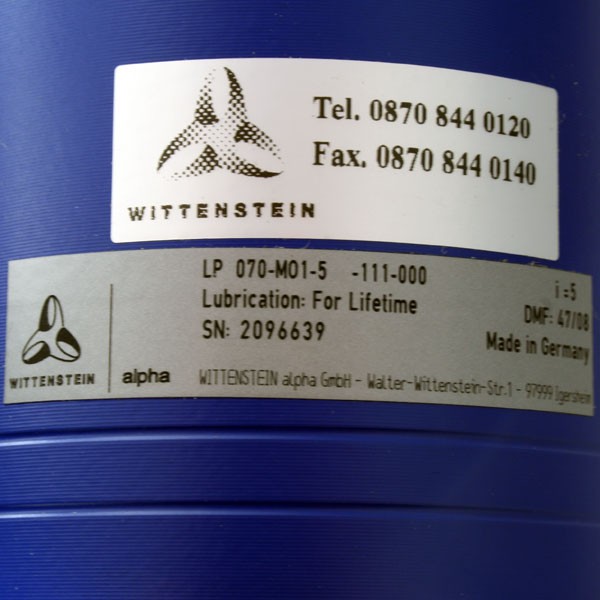 Tel. 0870 844 0120
Fax. 0870 844 0140
WITTENSTEIN
LP 070-M01-5 -111-000
i=5
Lubrication: For Lifetime
DMF: 47/08
SN: 2096639
Made in Germany
WITTENSTEIN
alpha
WITTENSTEIN alpha GmbH - Walter-Wittenstein-Str.1 - 97999 Igersheim